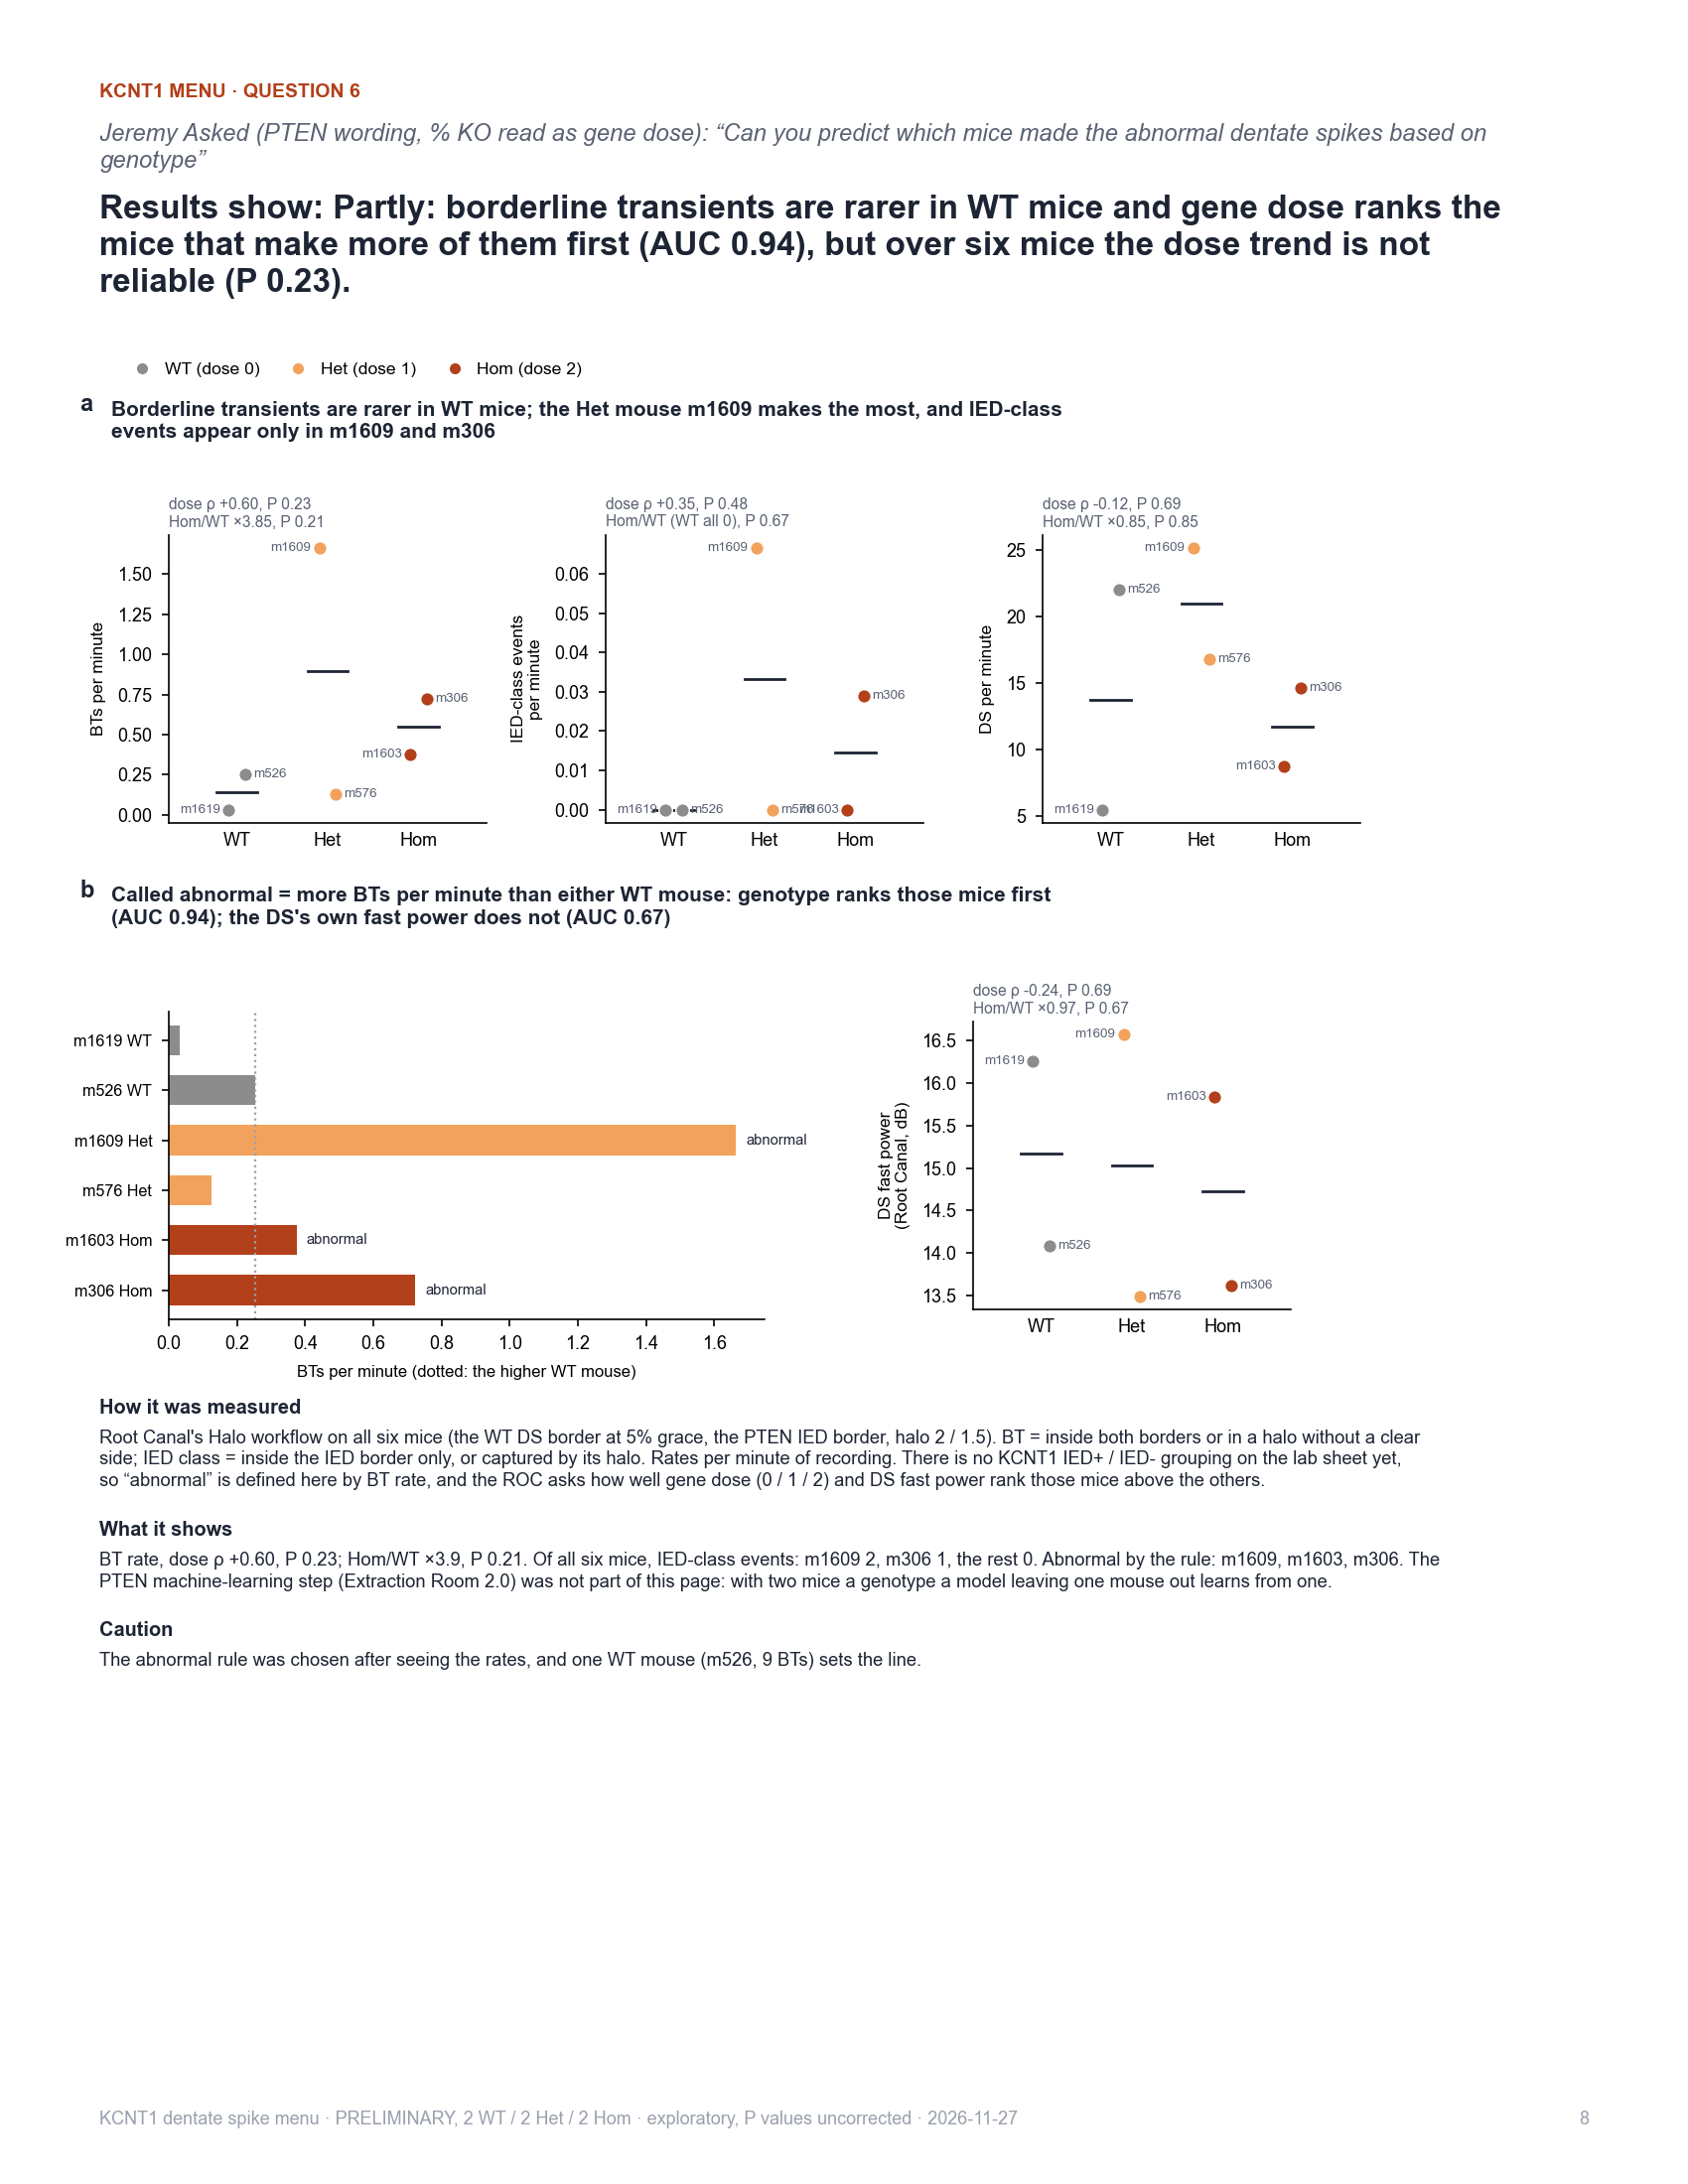 KCNT1 MENU · QUESTION 6
Jeremy Asked (PTEN wording, % KO read as gene dose): “Can you predict which mice made the abnormal dentate spikes based on
genotype”
Results show: Partly: borderline transients are rarer in WT mice and gene dose ranks the
mice that make more of them first (AUC 0.94), but over six mice the dose trend is not
reliable (P 0.23).
WT (dose 0) Het (dose 1) Hom (dose 2)
a Borderline transients are rarer in WT mice; the Het mouse m1609 makes the most, and IED-class
events appear only in m1609 and m306
dose ρ +0.60, P 0.23
Hom/WT ×3.85, P 0.21
BTs per minute
1.50
1.25
1.00
0.75
0.50
0.25
0.00
m1609
m306
m1603
m526
m576
m1619
WT Het Hom
dose ρ +0.35, P 0.48
Hom/WT (WT all 0), P 0.67
IED-class events
per minute
0.06
0.05
0.04
0.03
0.02
0.01
0.00
m1609
m306
m1619
m526
m576
m1603
WT Het Hom
dose ρ -0.12, P 0.69
Hom/WT ×0.85, P 0.85
DS per minute
25
20
15
10
5
m1609
m526
m576
m306
m1603
m1619
WT Het Hom
b Called abnormal = more BTs per minute than either WT mouse: genotype ranks those mice first
(AUC 0.94); the DS's own fast power does not (AUC 0.67)
m1619 WT
m526 WT
m1609 Het abnormal
m576 Het
m1603 Hom abnormal
m306 Hom abnormal
0.0 0.2 0.4 0.6 0.8 1.0 1.2 1.4 1.6
BTs per minute (dotted: the higher WT mouse)
dose ρ -0.24, P 0.69
Hom/WT ×0.97, P 0.67
DS fast power
(Root Canal, dB)
16.5
16.0
15.5
15.0
14.5
14.0
13.5
m1609
m1619
m1603
m526
m306
m576
WT Het Hom
How it was measured
Root Canal's Halo workflow on all six mice (the WT DS border at 5% grace, the PTEN IED border, halo 2 / 1.5). BT = inside both borders or in a halo without a clear
side; IED class = inside the IED border only, or captured by its halo. Rates per minute of recording. There is no KCNT1 IED+ / IED- grouping on the lab sheet yet,
so “abnormal” is defined here by BT rate, and the ROC asks how well gene dose (0 / 1 / 2) and DS fast power rank those mice above the others.
What it shows
BT rate, dose ρ +0.60, P 0.23; Hom/WT ×3.9, P 0.21. Of all six mice, IED-class events: m1609 2, m306 1, the rest 0. Abnormal by the rule: m1609, m1603, m306. The
PTEN machine-learning step (Extraction Room 2.0) was not part of this page: with two mice a genotype a model leaving one mouse out learns from one.
Caution
The abnormal rule was chosen after seeing the rates, and one WT mouse (m526, 9 BTs) sets the line.
KCNT1 dentate spike menu · PRELIMINARY, 2 WT / 2 Het / 2 Hom · exploratory, P values uncorrected · 2026-11-27 8